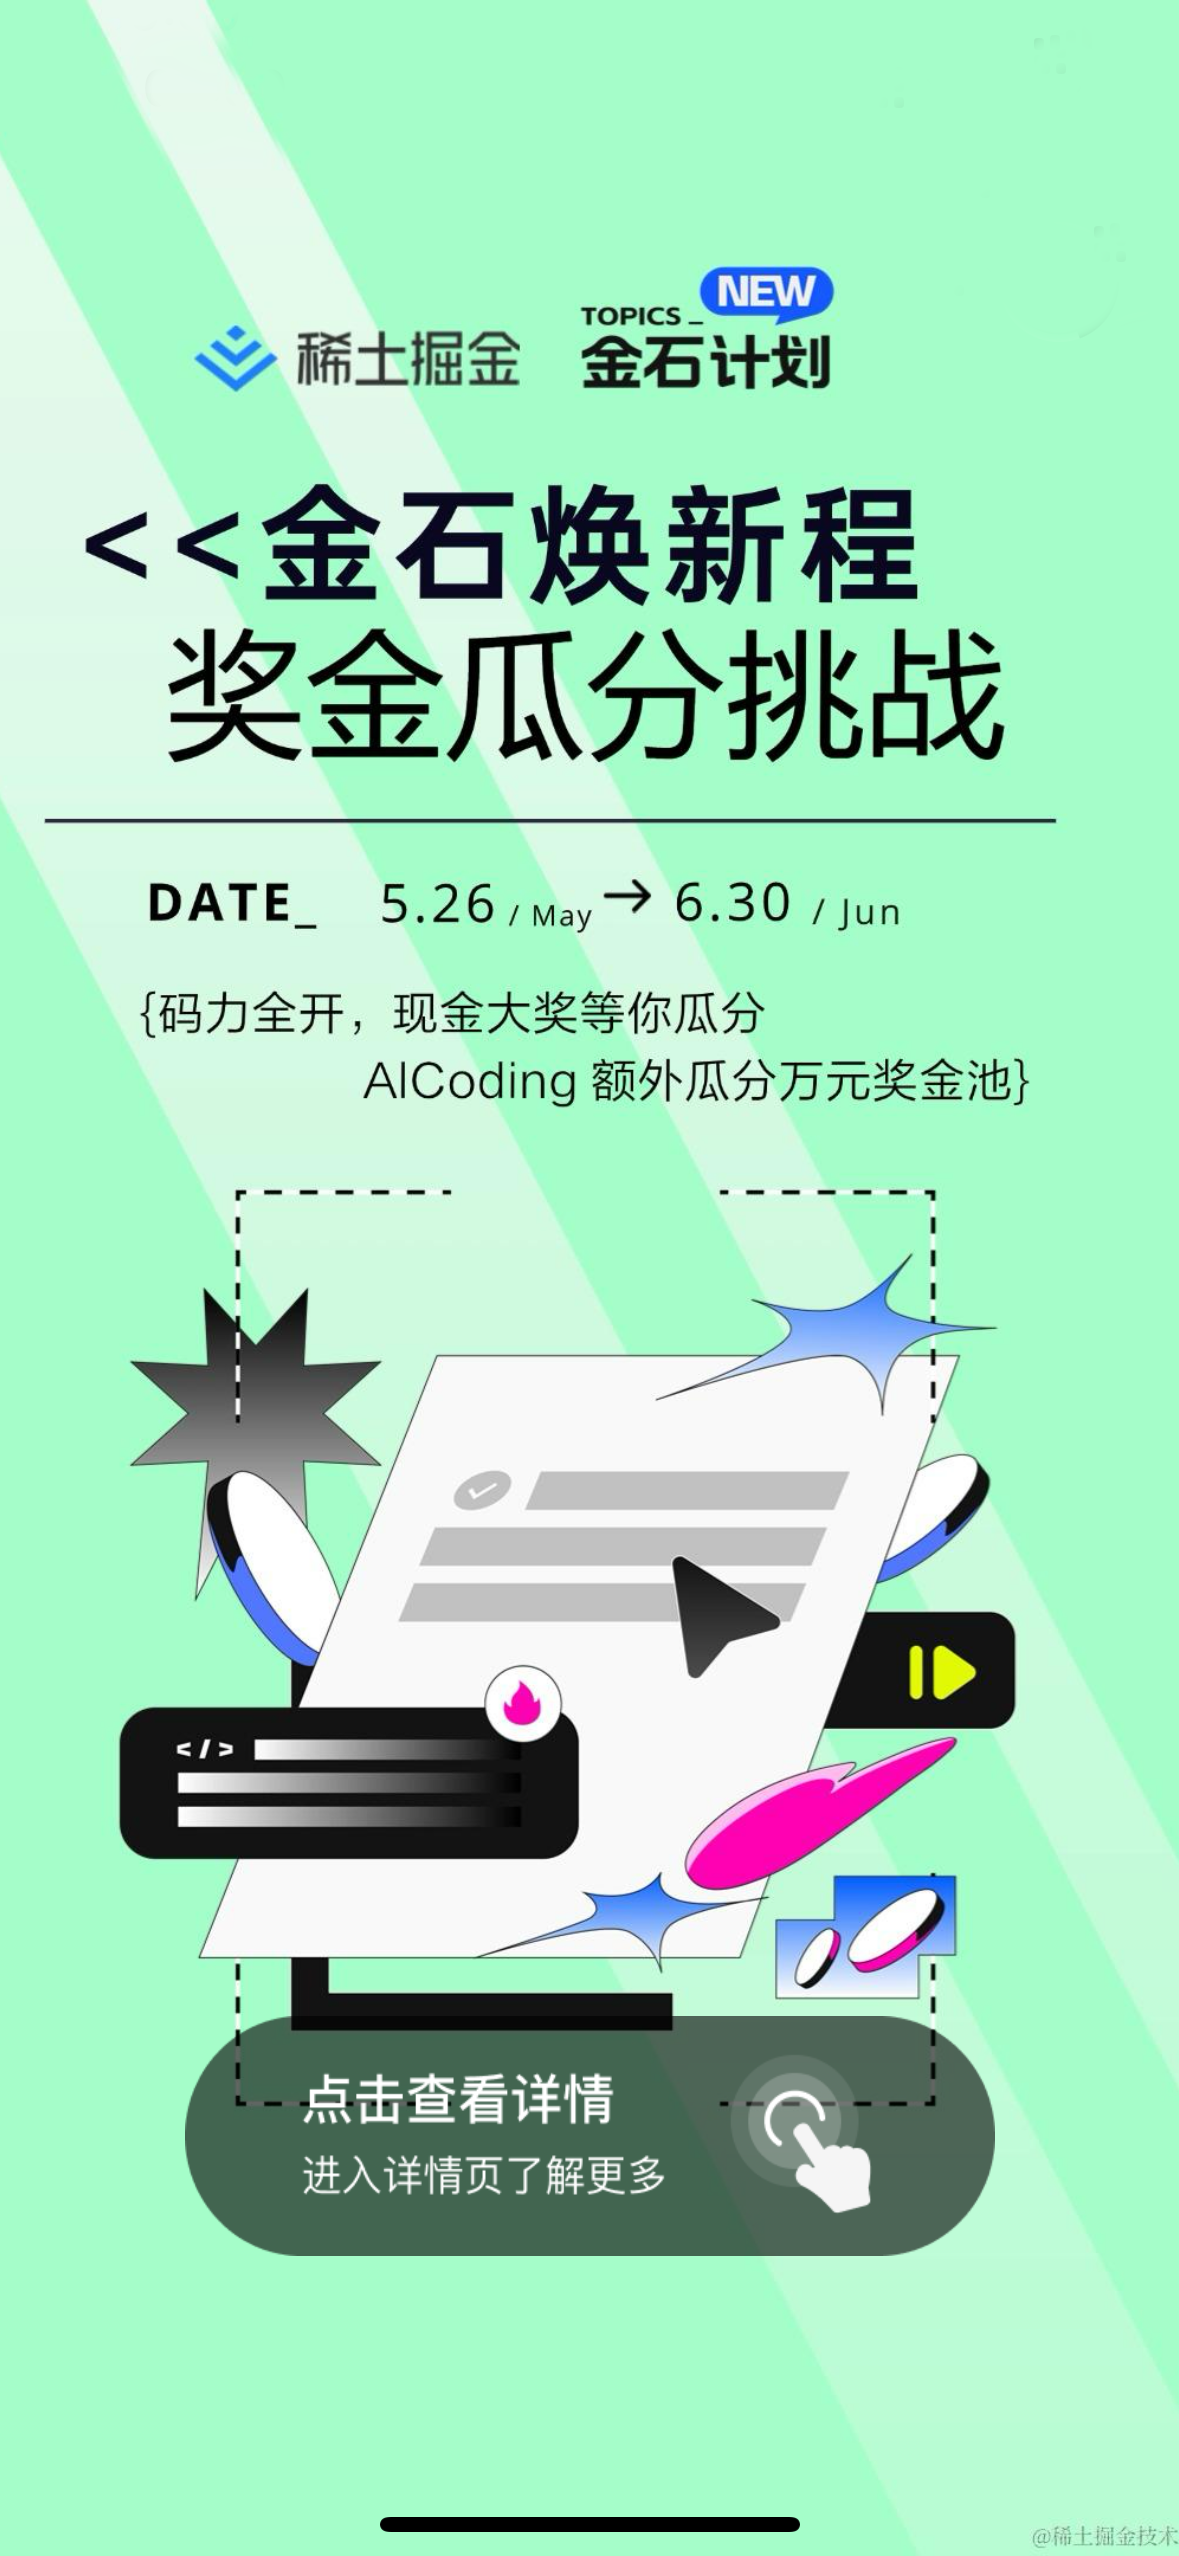 稀土掘金
NEW
TOPICS _
金石计划
<<金石焕新程
奖金瓜分挑战
DATE_ 5.26 / May → 6.30 / Jun
{码力全开，现金大奖等你瓜分
AICoding 额外瓜分万元奖金池}
</>
点击查看详情
进入详情页了解更多
@稀土掘金技术